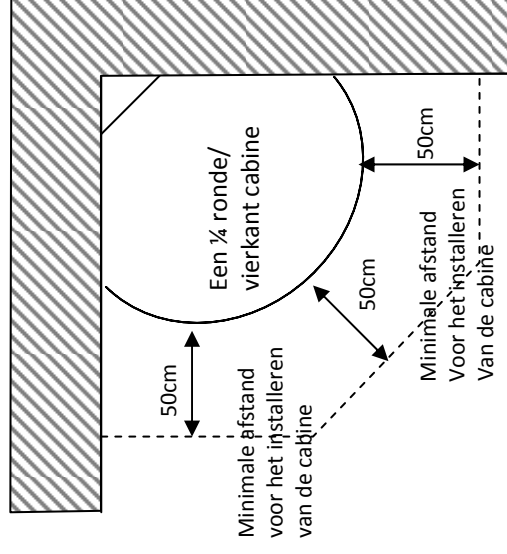 Een ¼ ronde/
vierkant cabine
50cm
50cm
50cm
Minimale afstand
voor het installeren
van de cabine
Minimale afstand
Voor het installeren
Van de cabine